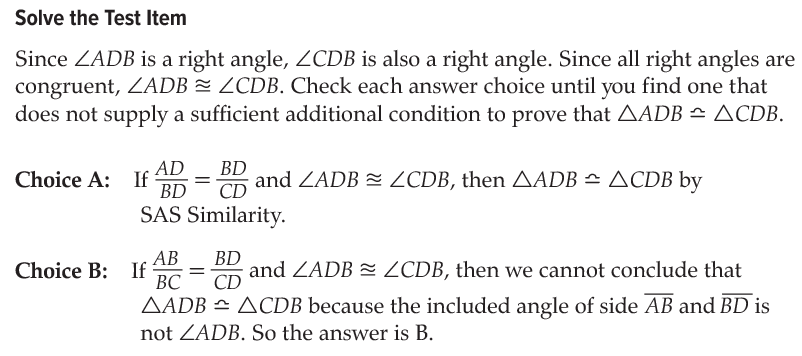 Solve the Test Item
Since ∠ADB is a right angle, ∠CDB is also a right angle. Since all right angles are
congruent, ∠ADB ≅ ∠CDB. Check each answer choice until you find one that
does not supply a sufficient additional condition to prove that △ADB ≏ △CDB.
Choice A: If AD/BD = BD/CD and ∠ADB ≅ ∠CDB, then △ADB ≏ △CDB by
SAS Similarity.
Choice B: If AB/BC = BD/CD and ∠ADB ≅ ∠CDB, then we cannot conclude that
△ADB ≏ △CDB because the included angle of side A̅B̅ and B̅D̅ is
not ∠ADB. So the answer is B.